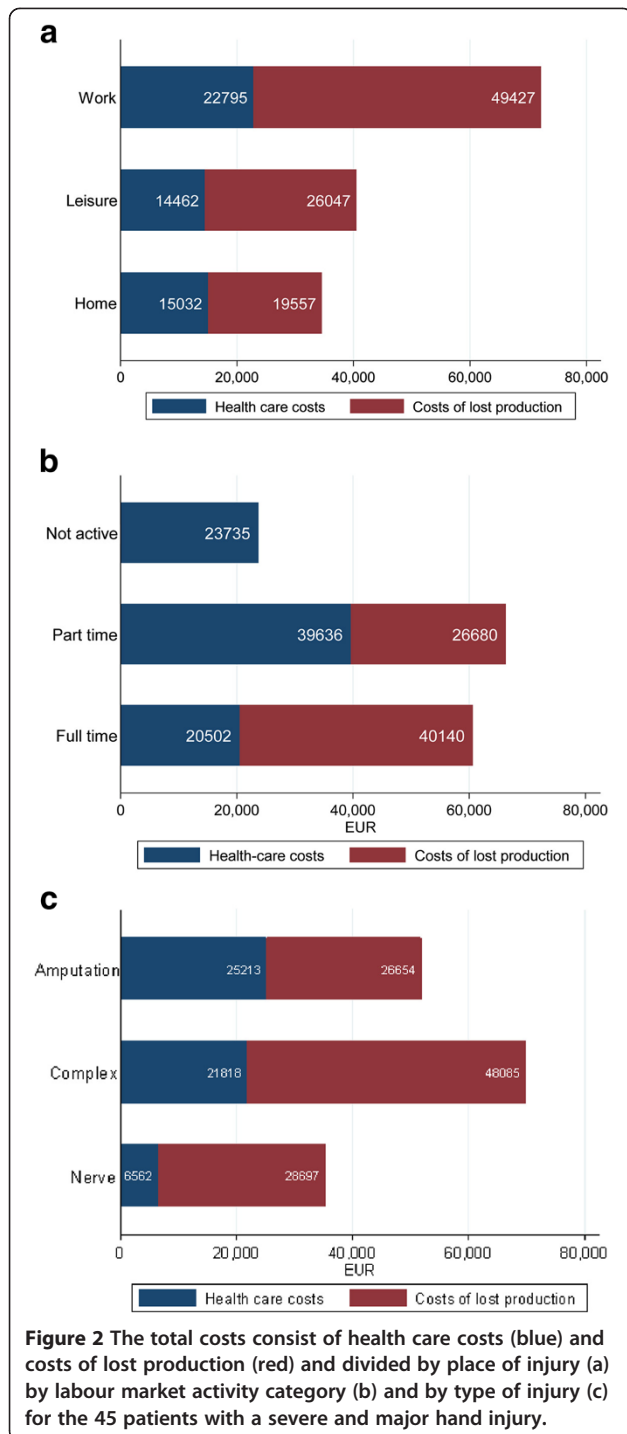 a
Work 22795 49427
Leisure 14462 26047
Home 15032 19557
0 20,000 40,000 60,000 80,000
Health care costs Costs of lost production
b
Not active 23735
Part time 39636 26680
Full time 20502 40140
0 20,000 40,000 60,000 80,000
EUR
Health-care costs Costs of lost production
c
Amputation 25213 26654
Complex 21818 48085
Nerve 6562 28697
0 20,000 40,000 60,000 80,000
EUR
Health care costs Costs of lost production
Figure 2 The total costs consist of health care costs (blue) and
costs of lost production (red) and divided by place of injury (a)
by labour market activity category (b) and by type of injury (c)
for the 45 patients with a severe and major hand injury.